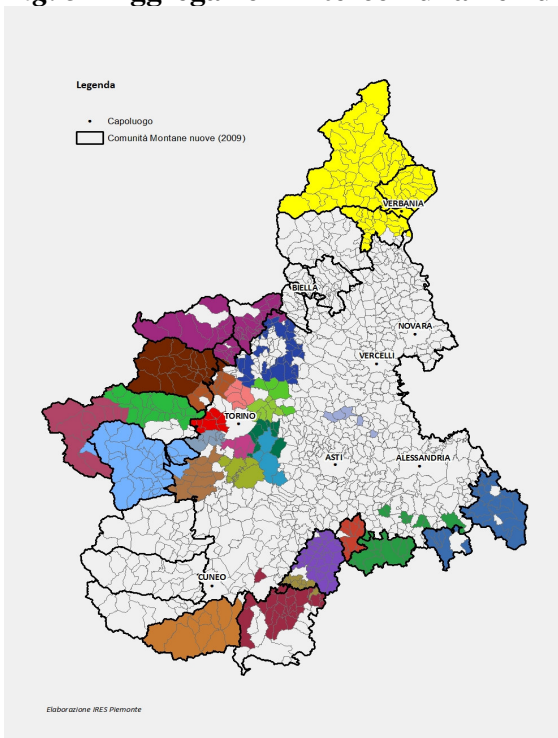 Legenda
Capoluogo
Comunità Montane nuove (2009)
VERBANIA
BIELLA
NOVARA
VERCELLI
TORINO
ASTI
ALESSANDRIA
CUNEO
Elaborazione IRES Piemonte